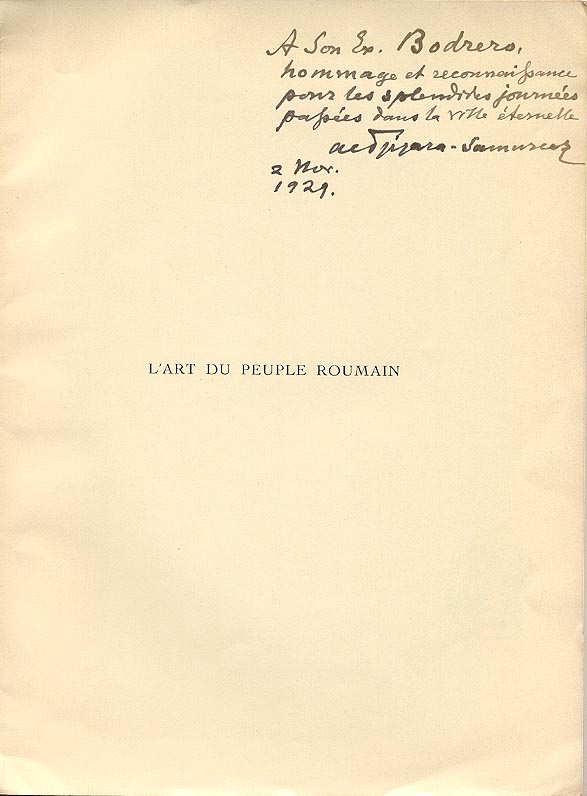 A Son Ex. Bodrero,
hommage et reconnaissance
pour les splendides journées
passées dans la ville éternelle
al Tzigara-Samurcaș
2 Nov.
1929.
L'ART DU PEUPLE ROUMAIN